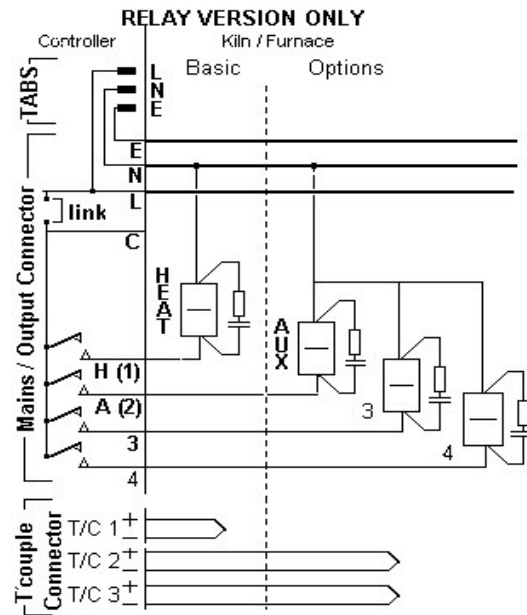 RELAY VERSION ONLY
Controller Kiln / Furnace
Basic Options
TABS
L
N
E
E
N
L
link
C
Mains / Output Connector
HEAT
AUX
H (1)
A (2)
3
3
4
4
T'couple Connector
T/C 1 + −
T/C 2 + −
T/C 3 + −